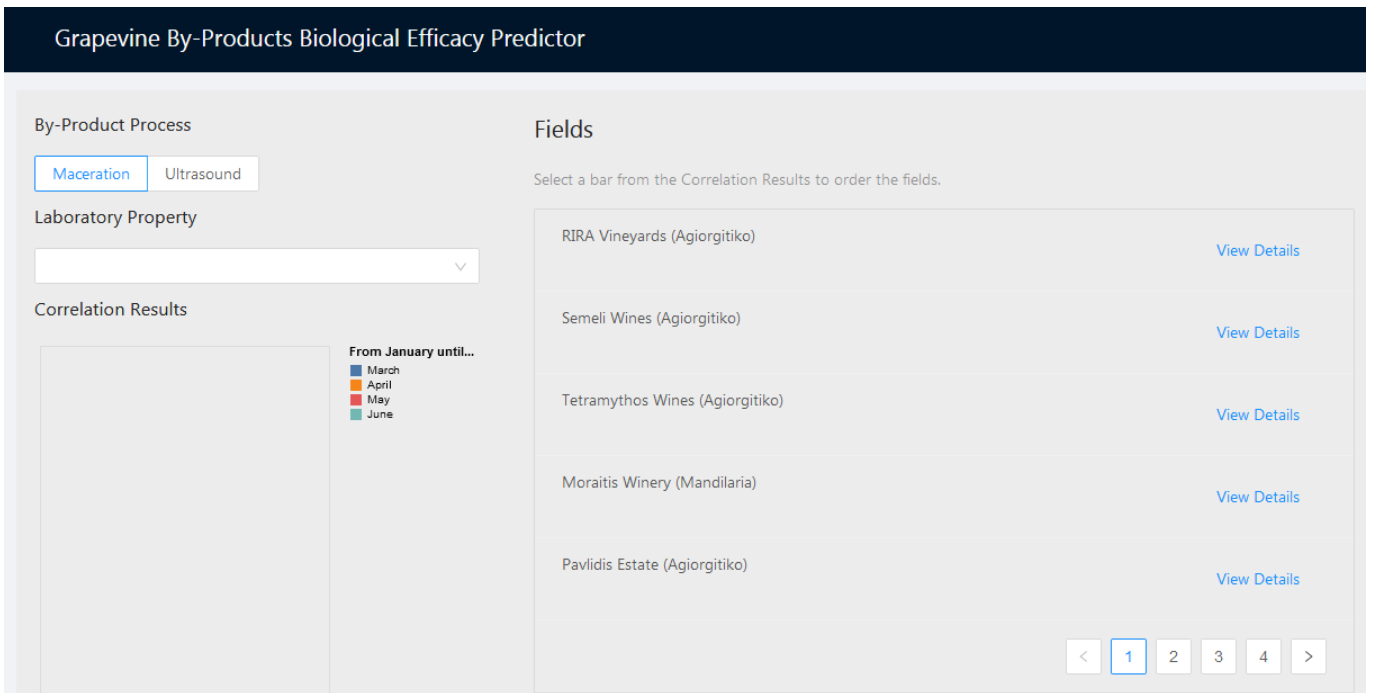 Grapevine By-Products Biological Efficacy Predictor
By-Product Process
Maceration Ultrasound
Laboratory Property
Correlation Results
From January until...
March
April
May
June
Fields
Select a bar from the Correlation Results to order the fields.
RIRA Vineyards (Agiorgitiko)
View Details
Semeli Wines (Agiorgitiko)
View Details
Tetramythos Wines (Agiorgitiko)
View Details
Moraitis Winery (Mandilaria)
View Details
Pavlidis Estate (Agiorgitiko)
View Details
< 1 2 3 4 >